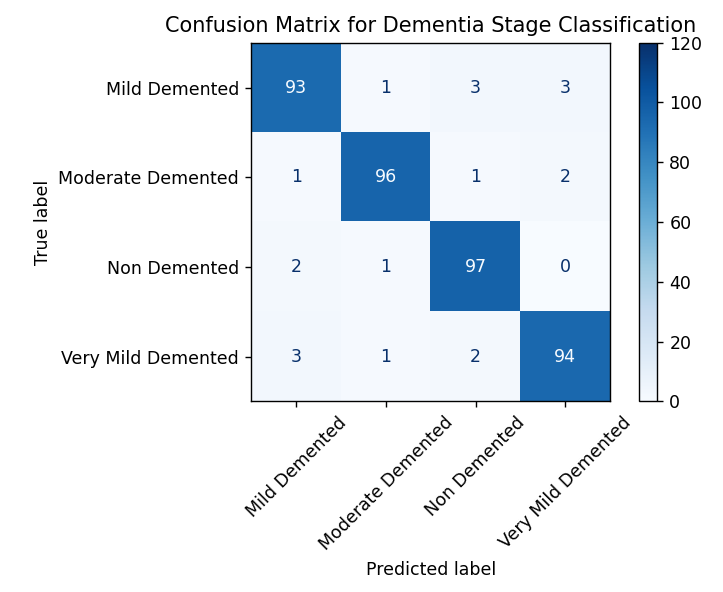 Confusion Matrix for Dementia Stage Classification
True label
Mild Demented 93 1 3 3
Moderate Demented 1 96 1 2
Non Demented 2 1 97 0
Very Mild Demented 3 1 2 94
Mild Demented
Moderate Demented
Non Demented
Very Mild Demented
Predicted label
120
100
80
60
40
20
0